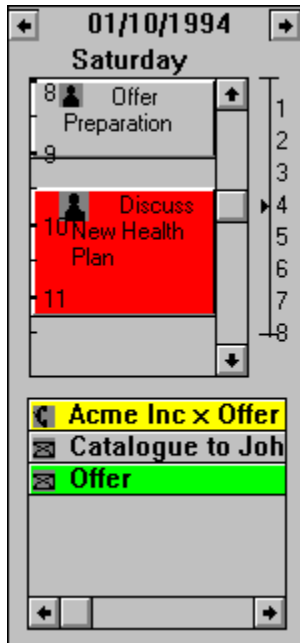 01/10/1994
Saturday
8 Offer
Preparation
9
Discuss
10 New Health
Plan
11
1
2
3
4
5
6
7
8
Acme Inc x Offer
Catalogue to Joh
Offer